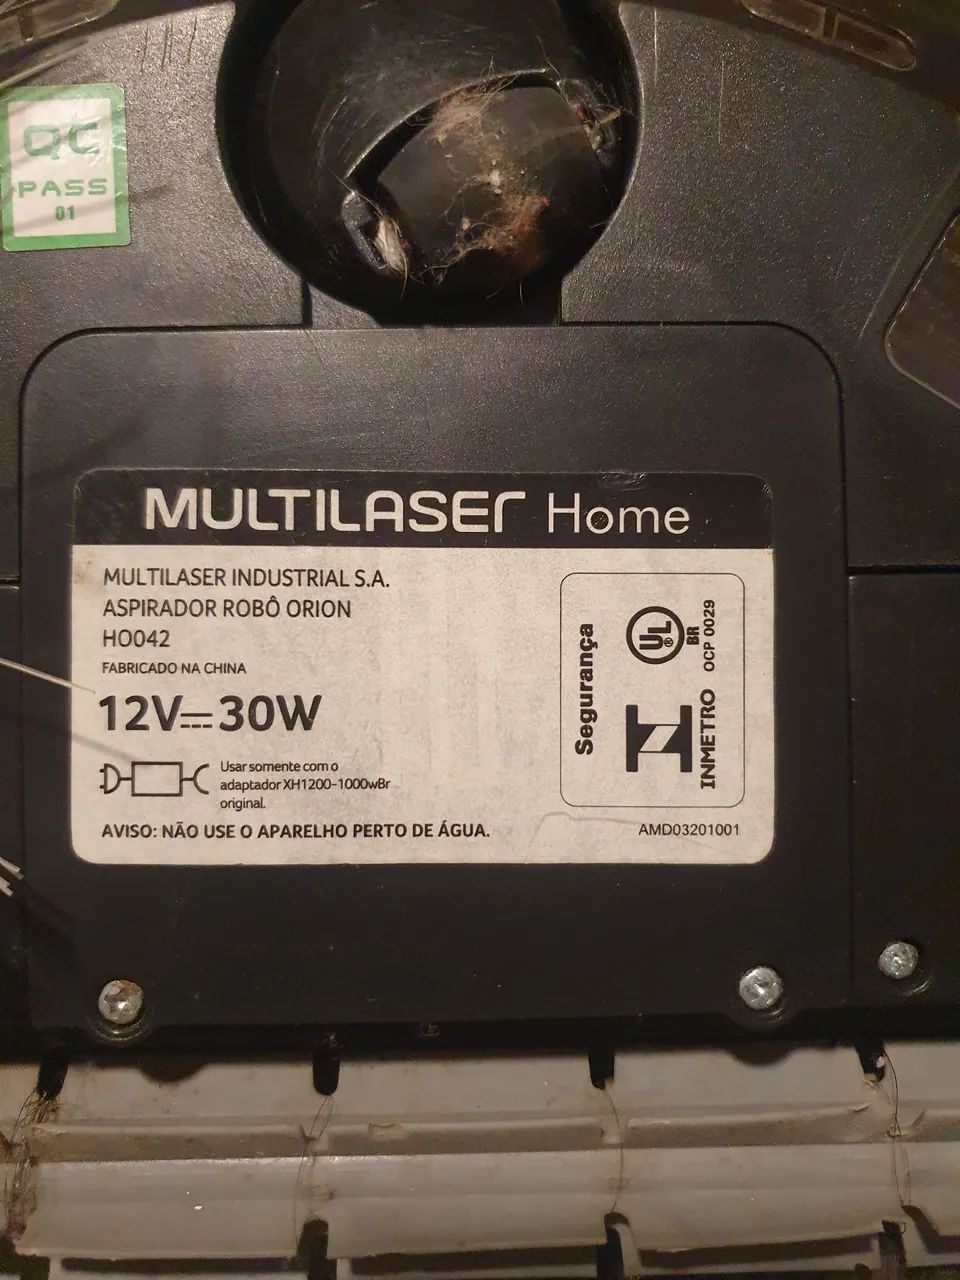 QC
PASS
01
MULTILASER Home
MULTILASER INDUSTRIAL S.A.
ASPIRADOR ROBÔ ORION
HO042
FABRICADO NA CHINA
12V⎓30W
Usar somente com o
adaptador XH1200-1000wBr
original.
AVISO: NÃO USE O APARELHO PERTO DE ÁGUA.
Segurança
UL®
BR
OCP 0029
INMETRO
AMD03201001